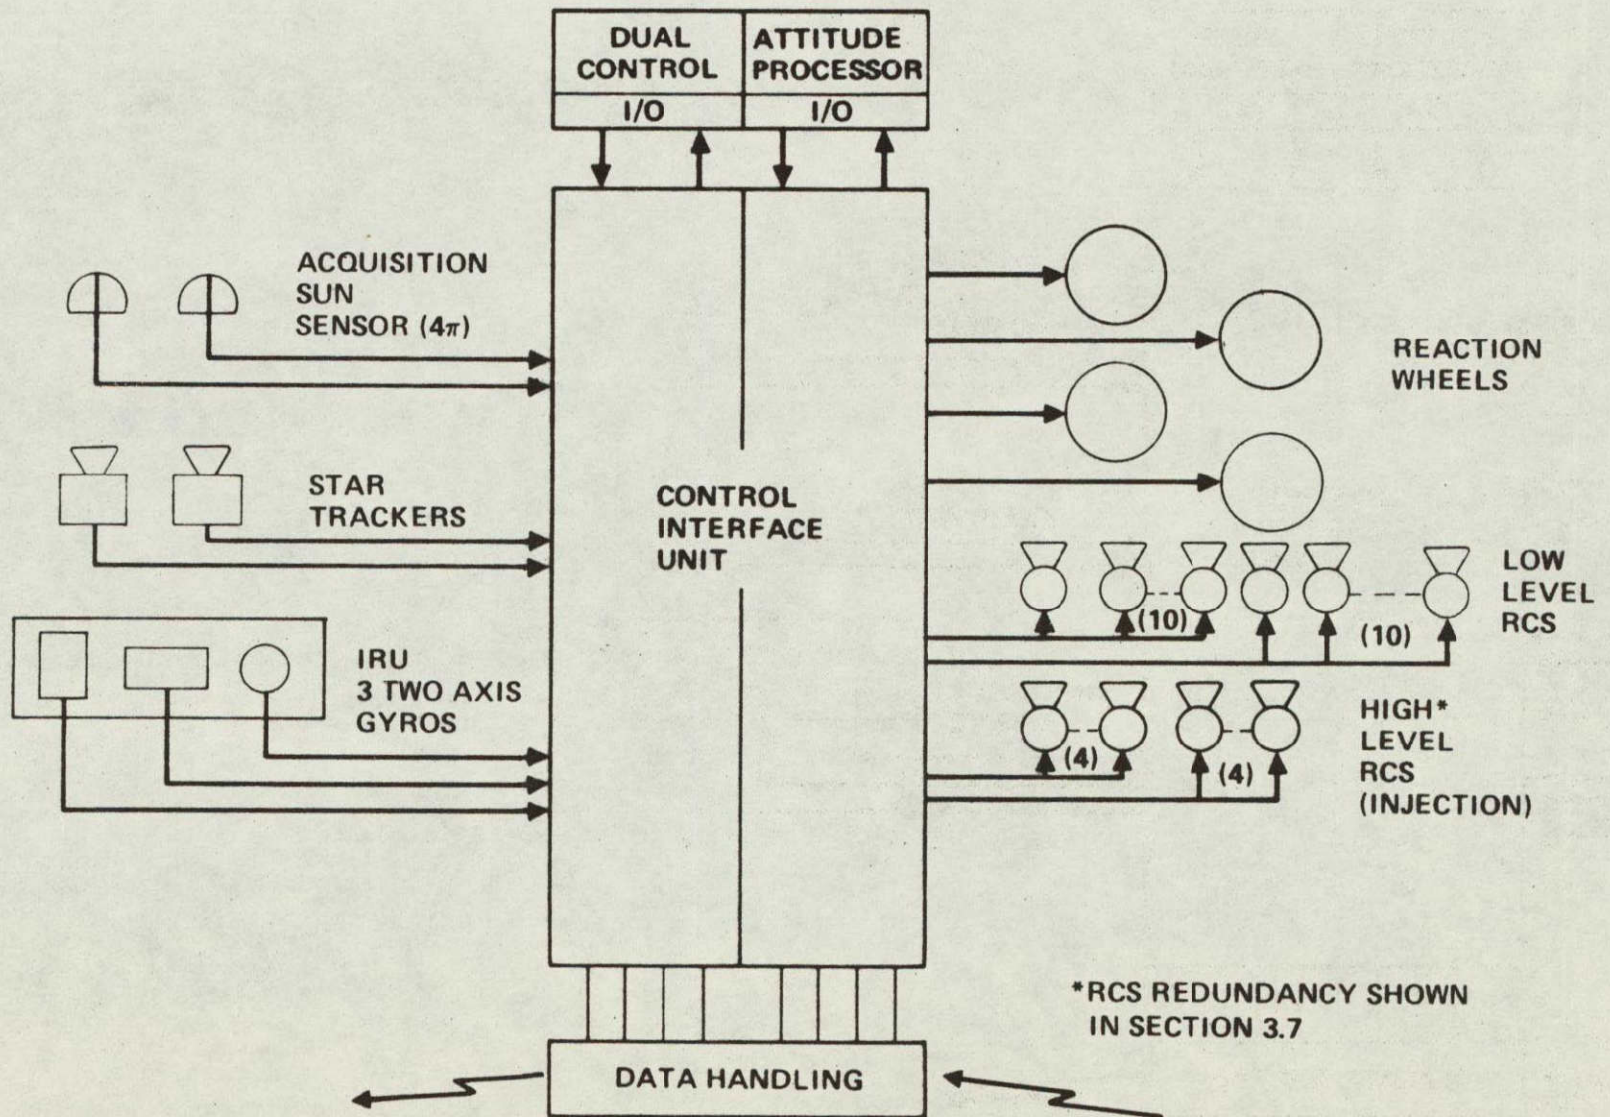 DUAL
CONTROL
ATTITUDE
PROCESSOR
I/O
I/O
ACQUISITION
SUN
SENSOR (4π)
STAR
TRACKERS
IRU
3 TWO AXIS
GYROS
CONTROL
INTERFACE
UNIT
REACTION
WHEELS
(10)
(10)
LOW
LEVEL
RCS
(4)
(4)
HIGH*
LEVEL
RCS
(INJECTION)
*RCS REDUNDANCY SHOWN
IN SECTION 3.7
DATA HANDLING